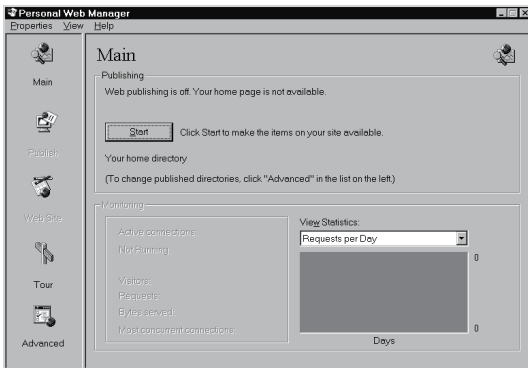 Personal Web Manager
Properties View Help
Main
Publish
Web Site
Tour
Advanced
Main
Publishing
Web publishing is off. Your home page is not available.
Start
Click Start to make the items on your site available.
Your home directory
(To change published directories, click "Advanced" in the list on the left.)
Monitoring
Active connections:
Not Running
Visitors:
Requests:
Bytes served:
Most concurrent connections:
View Statistics:
Requests per Day
0
0
Days